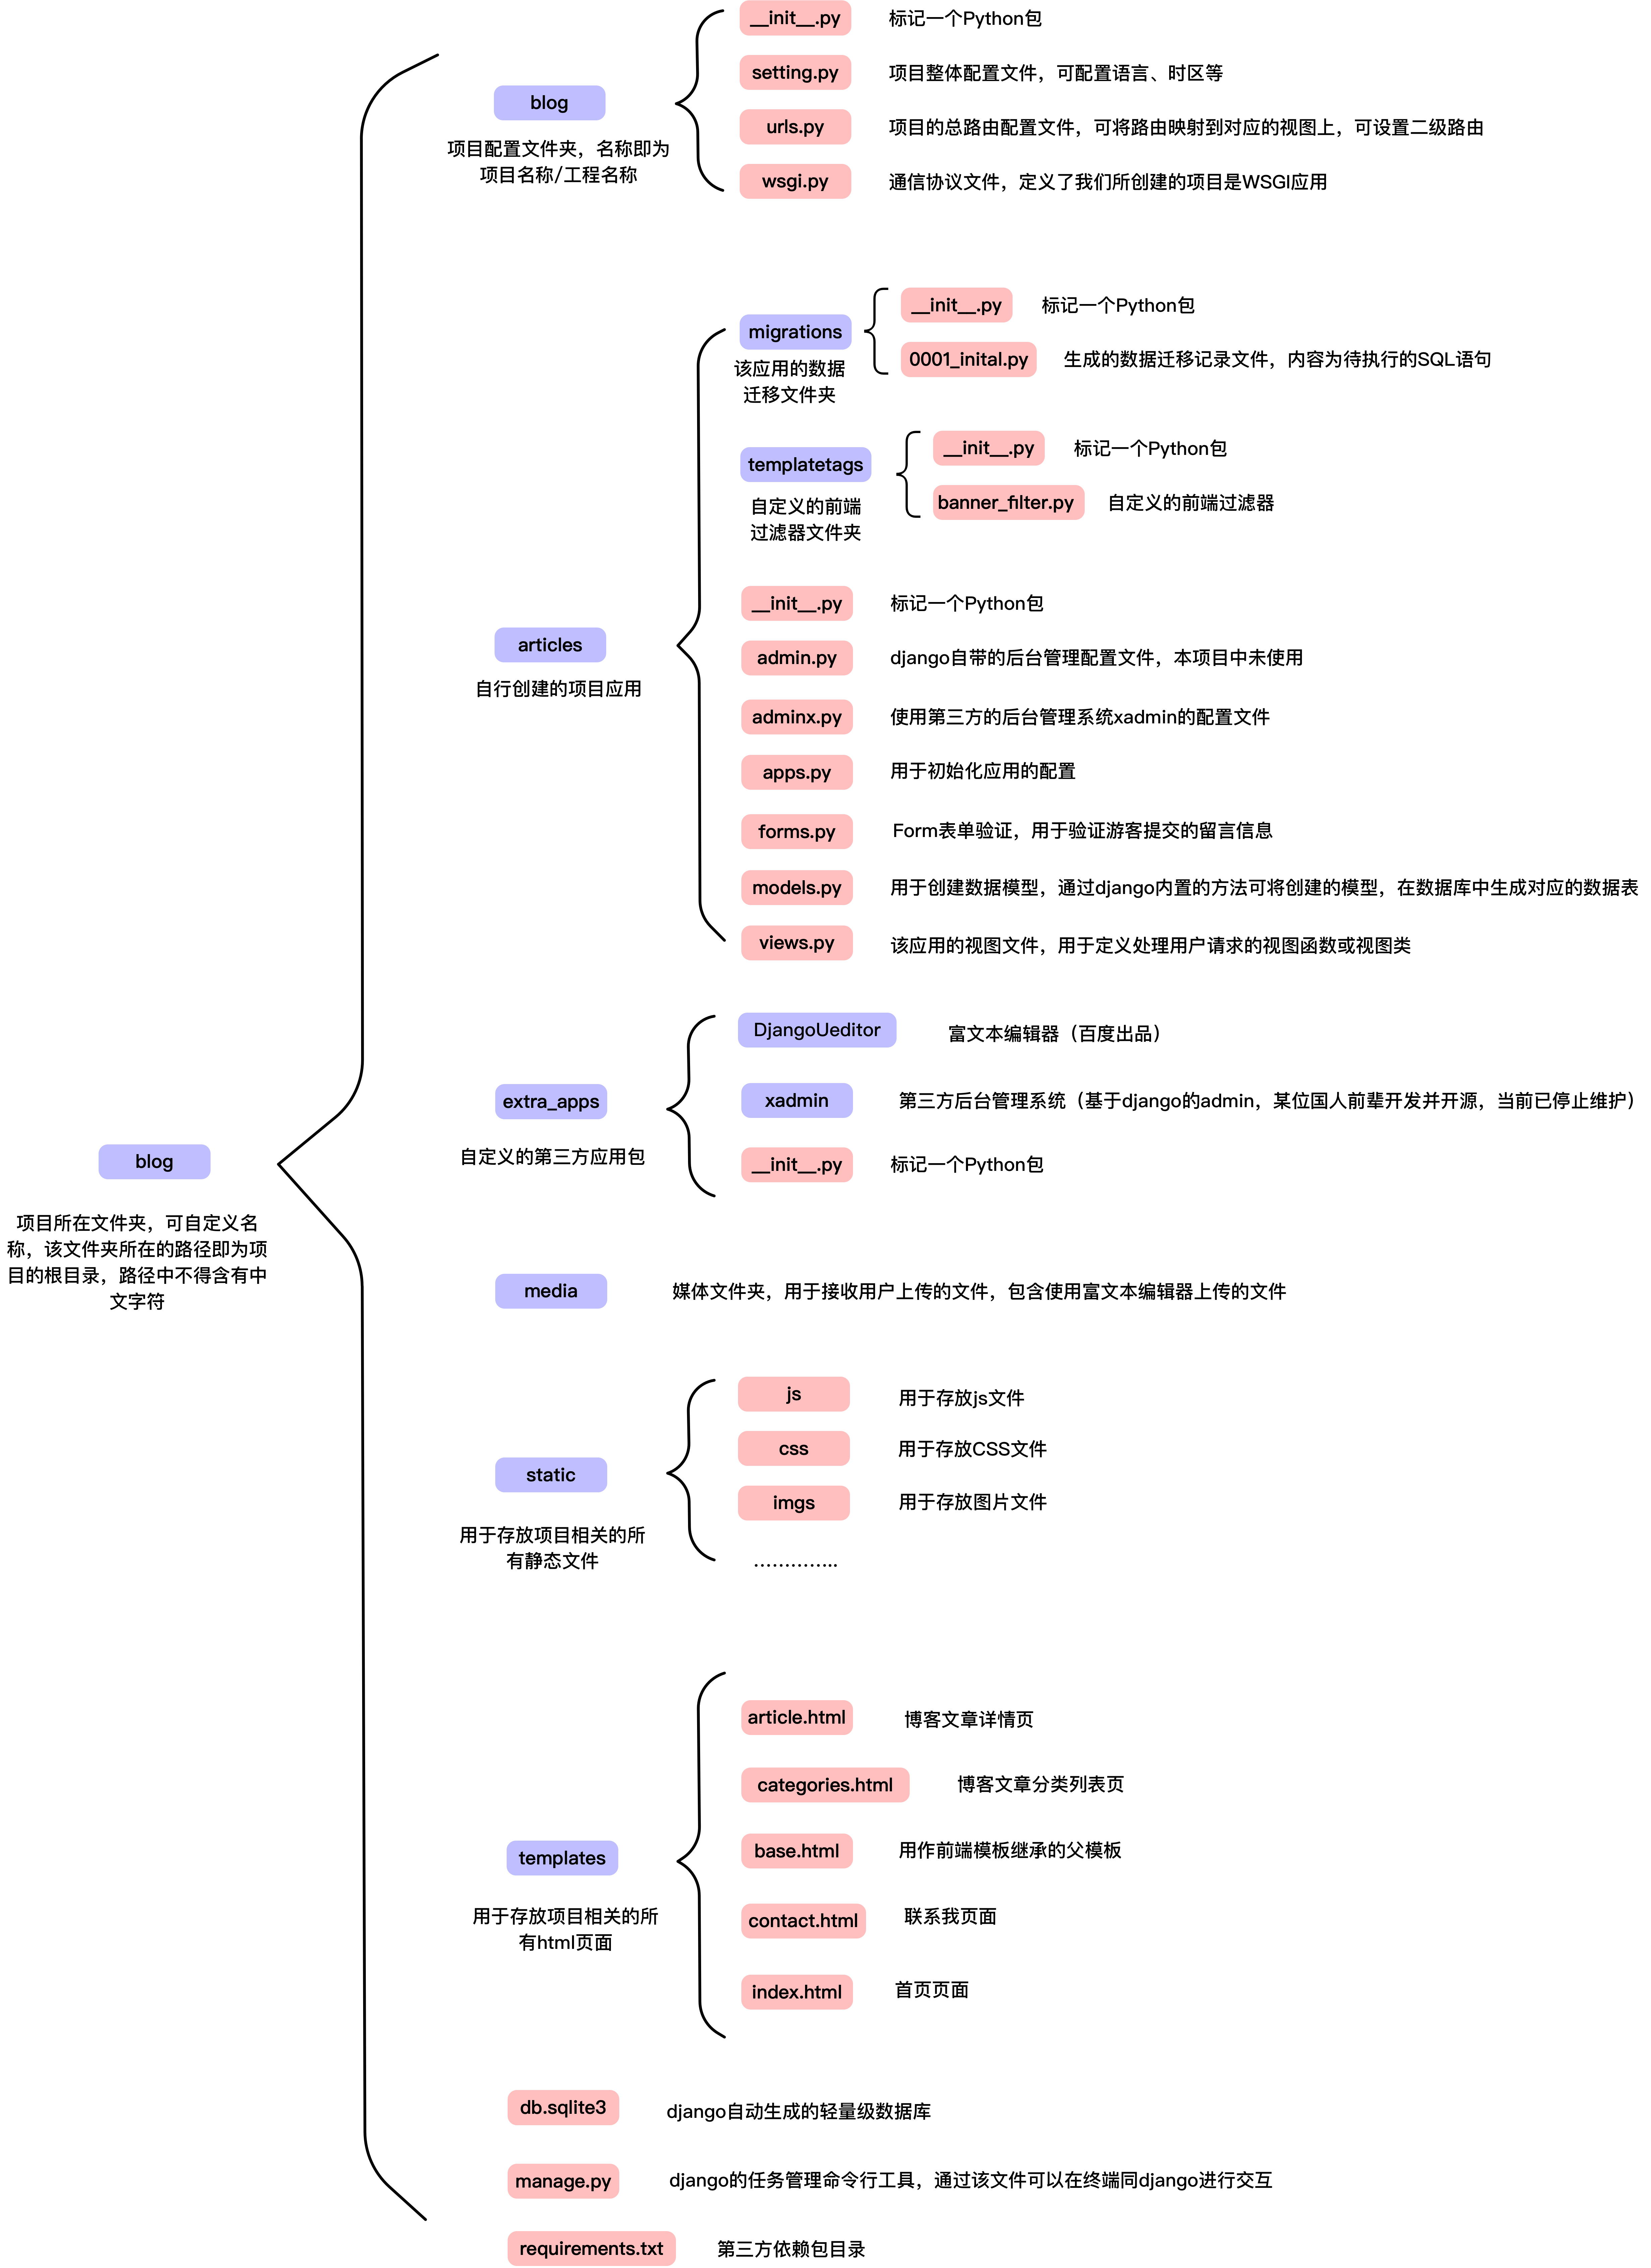 __init__.py 标记一个Python包
setting.py 项目整体配置文件，可配置语言、时区等
blog
urls.py 项目的总路由配置文件，可将路由映射到对应的视图上，可设置二级路由
项目配置文件夹，名称即为
项目名称/工程名称
wsgi.py 通信协议文件，定义了我们所创建的项目是WSGI应用
migrations
该应用的数据
迁移文件夹
__init__.py 标记一个Python包
0001_inital.py 生成的数据迁移记录文件，内容为待执行的SQL语句
templatetags
自定义的前端
过滤器文件夹
__init__.py 标记一个Python包
banner_filter.py 自定义的前端过滤器
articles
自行创建的项目应用
__init__.py 标记一个Python包
admin.py django自带的后台管理配置文件，本项目中未使用
adminx.py 使用第三方的后台管理系统xadmin的配置文件
apps.py 用于初始化应用的配置
forms.py Form表单验证，用于验证游客提交的留言信息
models.py 用于创建数据模型，通过django内置的方法可将创建的模型，在数据库中生成对应的数据表
views.py 该应用的视图文件，用于定义处理用户请求的视图函数或视图类
extra_apps
自定义的第三方应用包
DjangoUeditor 富文本编辑器（百度出品）
xadmin 第三方后台管理系统（基于django的admin，某位国人前辈开发并开源，当前已停止维护）
__init__.py 标记一个Python包
blog
项目所在文件夹，可自定义名
称，该文件夹所在的路径即为项
目的根目录，路径中不得含有中
文字符
media 媒体文件夹，用于接收用户上传的文件，包含使用富文本编辑器上传的文件
static
用于存放项目相关的所
有静态文件
js 用于存放js文件
css 用于存放CSS文件
imgs 用于存放图片文件
..............
templates
用于存放项目相关的所
有html页面
article.html 博客文章详情页
categories.html 博客文章分类列表页
base.html 用作前端模板继承的父模板
contact.html 联系我页面
index.html 首页页面
db.sqlite3 django自动生成的轻量级数据库
manage.py django的任务管理命令行工具，通过该文件可以在终端同django进行交互
requirements.txt 第三方依赖包目录